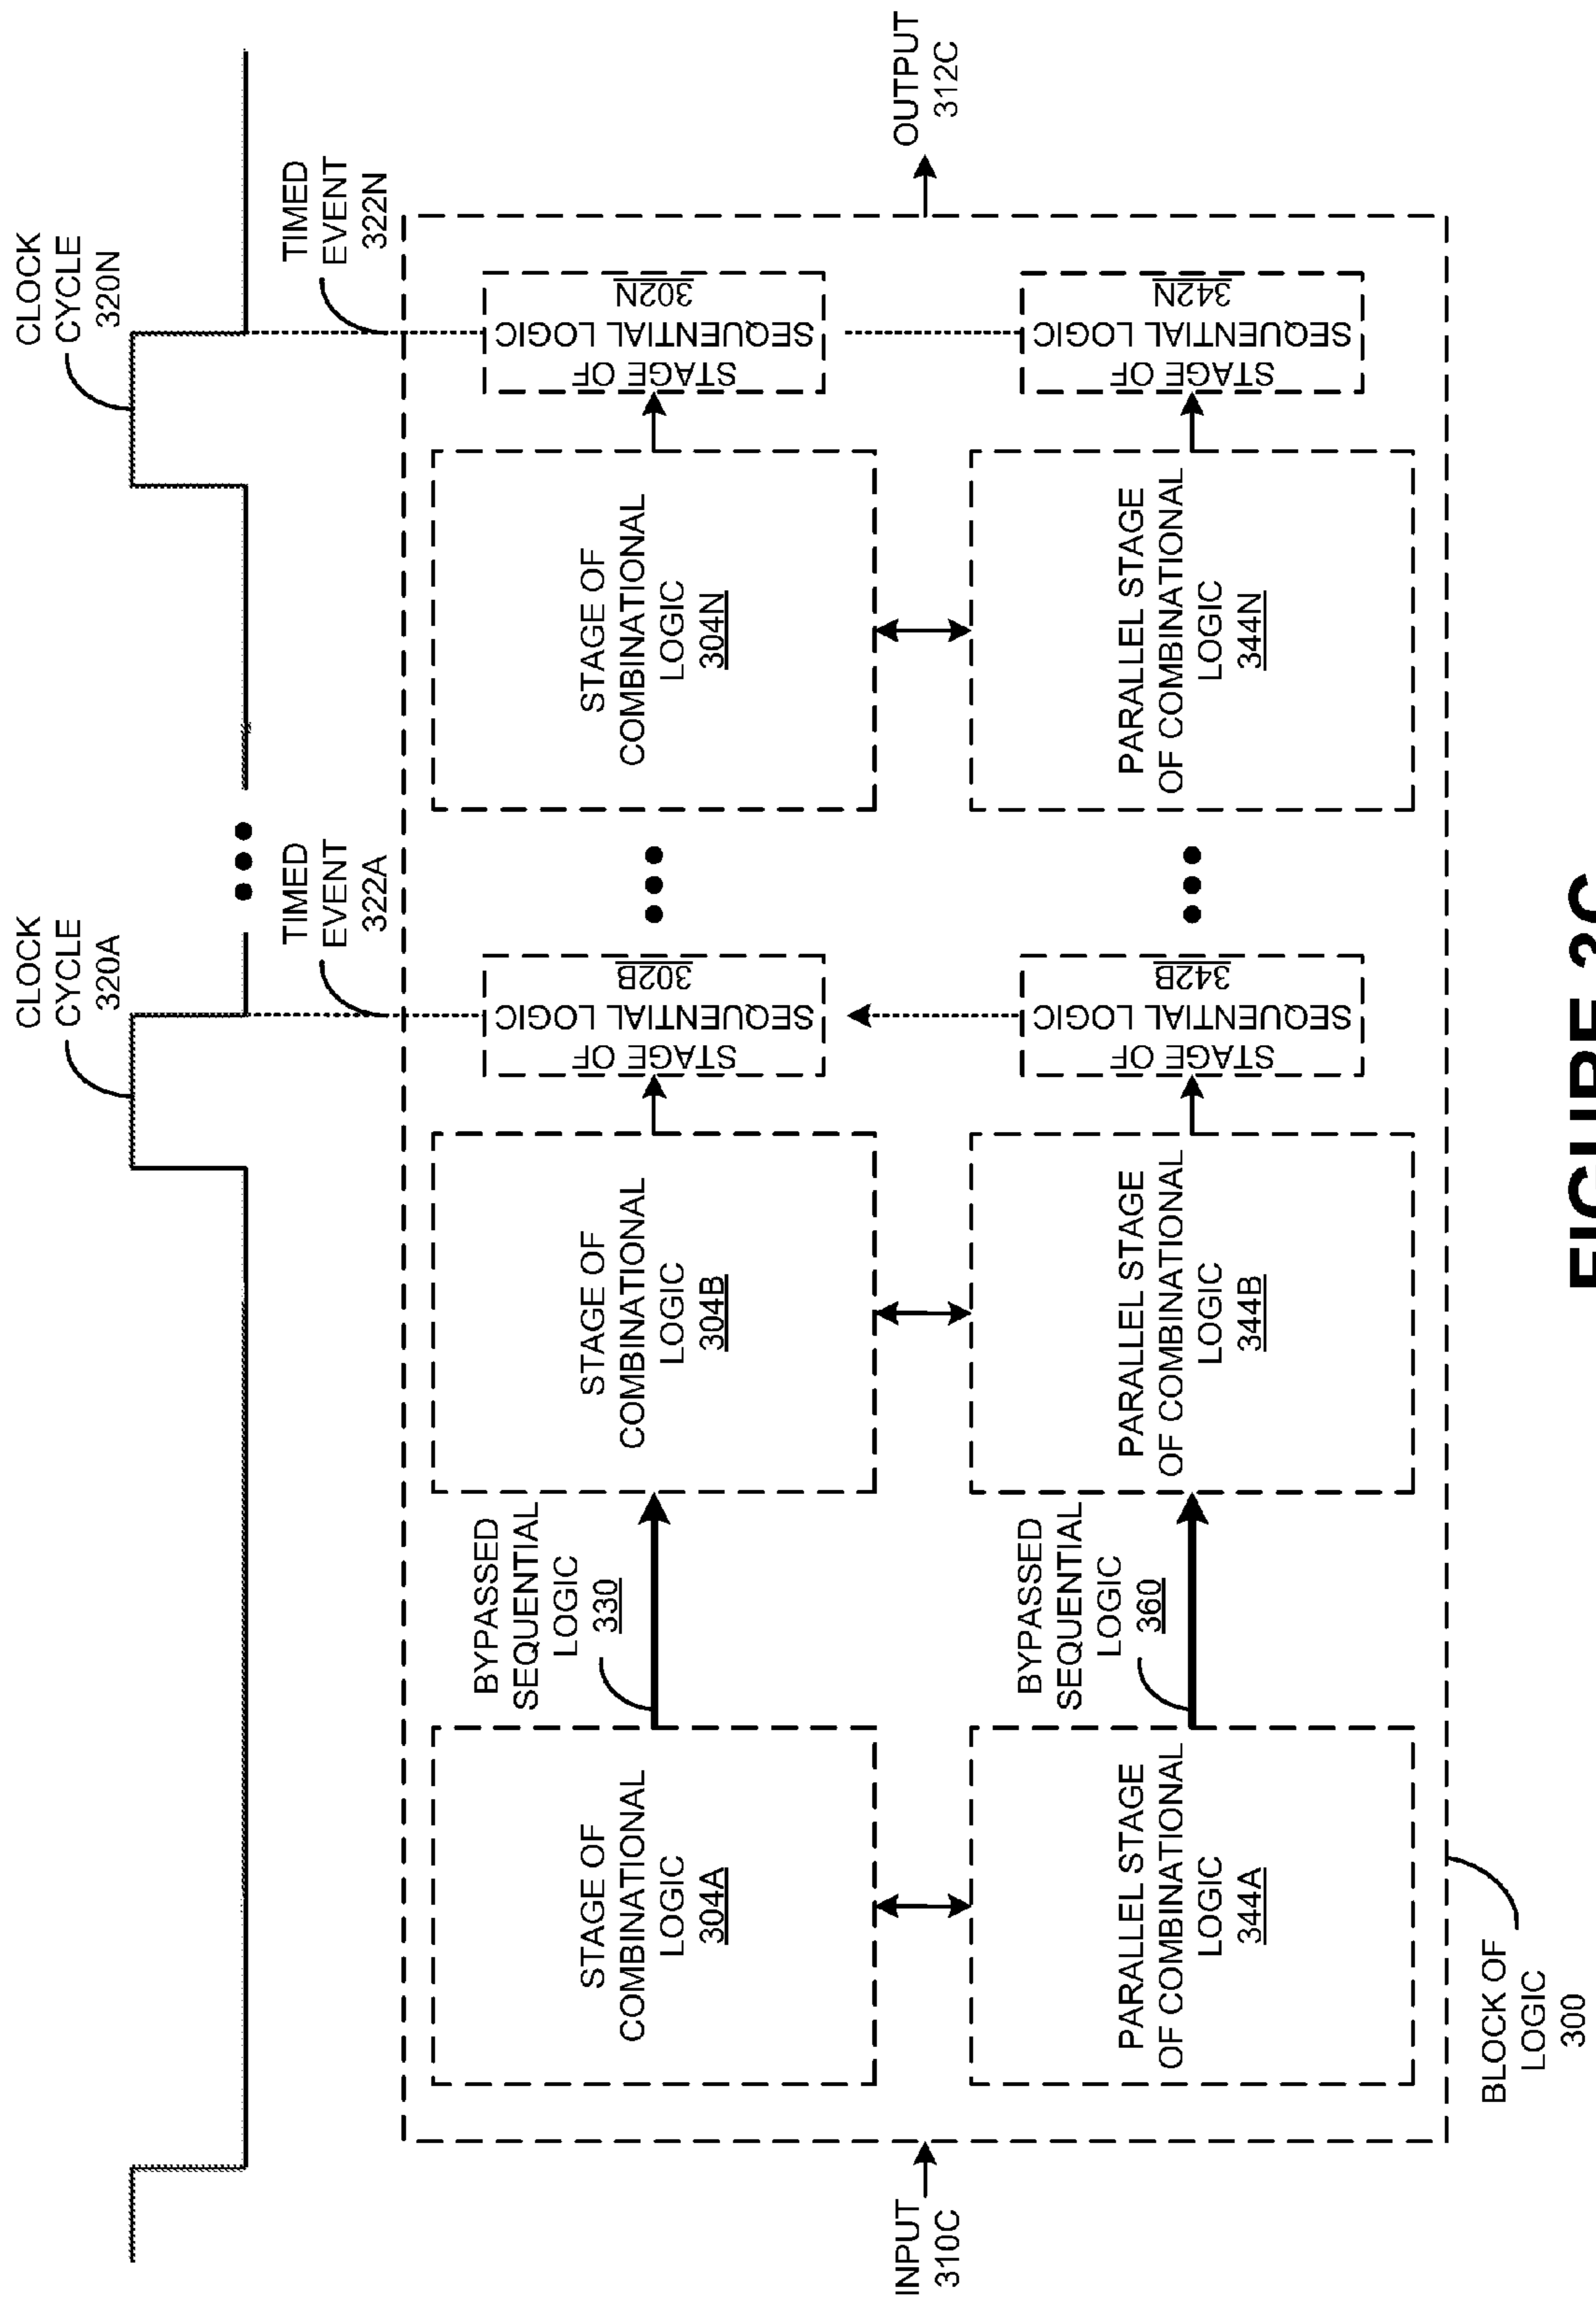 CLOCK
CYCLE
320A
CLOCK
CYCLE
320N
TIMED
EVENT
322A
TIMED
EVENT
322N
INPUT
310C
STAGE OF
COMBINATIONAL
LOGIC
304A
BYPASSED
SEQUENTIAL
LOGIC
330
STAGE OF
COMBINATIONAL
LOGIC
304B
STAGE OF
SEQUENTIAL LOGIC
302B
STAGE OF
COMBINATIONAL
LOGIC
304N
STAGE OF
SEQUENTIAL LOGIC
302N
PARALLEL STAGE
OF COMBINATIONAL
LOGIC
344A
BYPASSED
SEQUENTIAL
LOGIC
360
PARALLEL STAGE
OF COMBINATIONAL
LOGIC
344B
STAGE OF
SEQUENTIAL LOGIC
342B
PARALLEL STAGE
OF COMBINATIONAL
LOGIC
344N
STAGE OF
SEQUENTIAL LOGIC
342N
OUTPUT
312C
BLOCK OF
LOGIC
300
FIGURE 3C